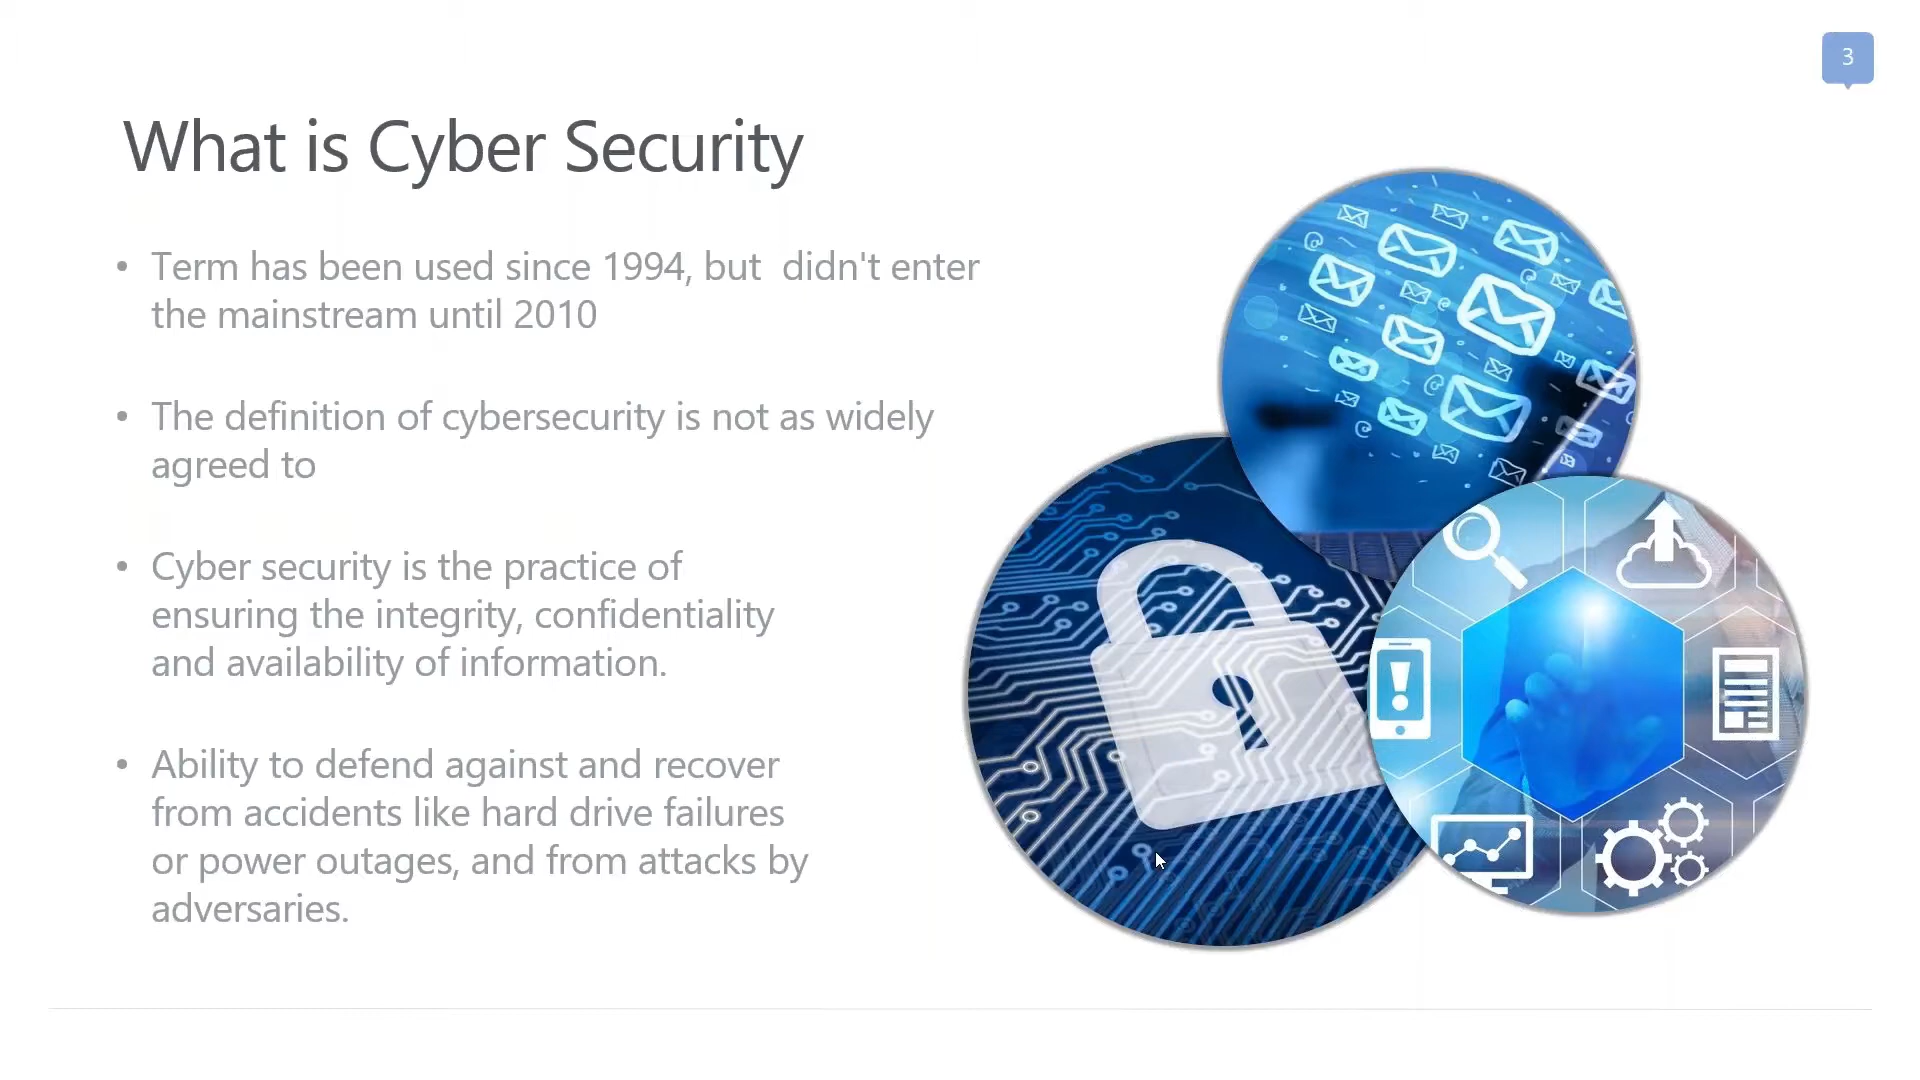 3
What is Cyber Security
• Term has been used since 1994, but  didn't enter
the mainstream until 2010
• The definition of cybersecurity is not as widely
agreed to
• Cyber security is the practice of
ensuring the integrity, confidentiality
and availability of information.
• Ability to defend against and recover
from accidents like hard drive failures
or power outages, and from attacks by
adversaries.